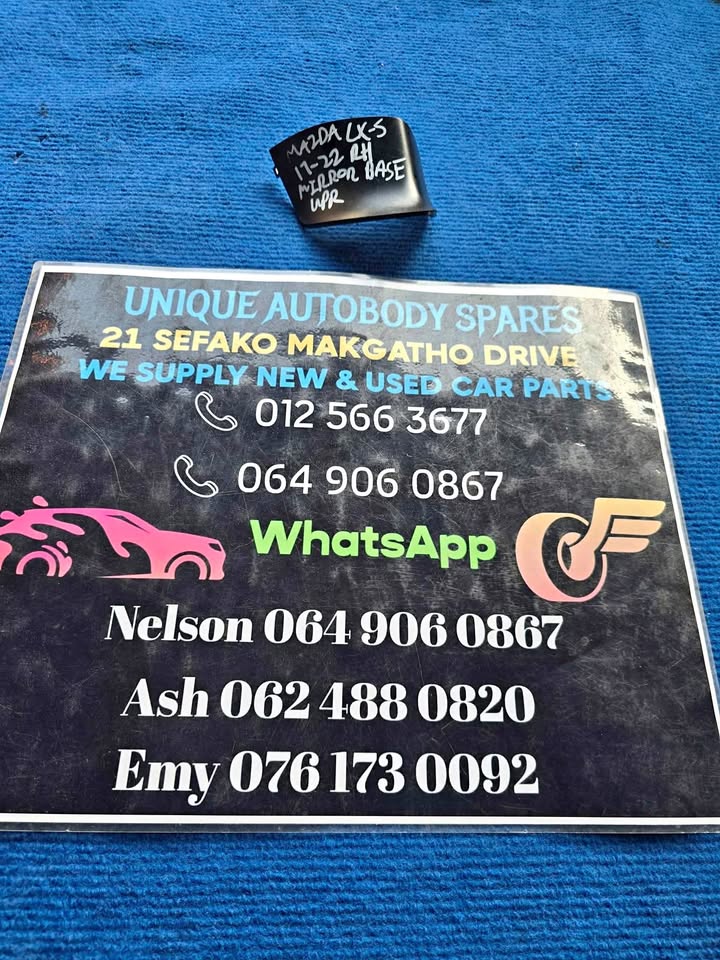 MAZDA CX-5
17-22 RH
MIRROR BASE
UPR
UNIQUE AUTOBODY SPARES
21 SEFAKO MAKGATHO DRIVE
WE SUPPLY NEW & USED CAR PARTS
012 566 3677
064 906 0867
WhatsApp
Nelson 064 906 0867
Ash 062 488 0820
Emy 076 173 0092